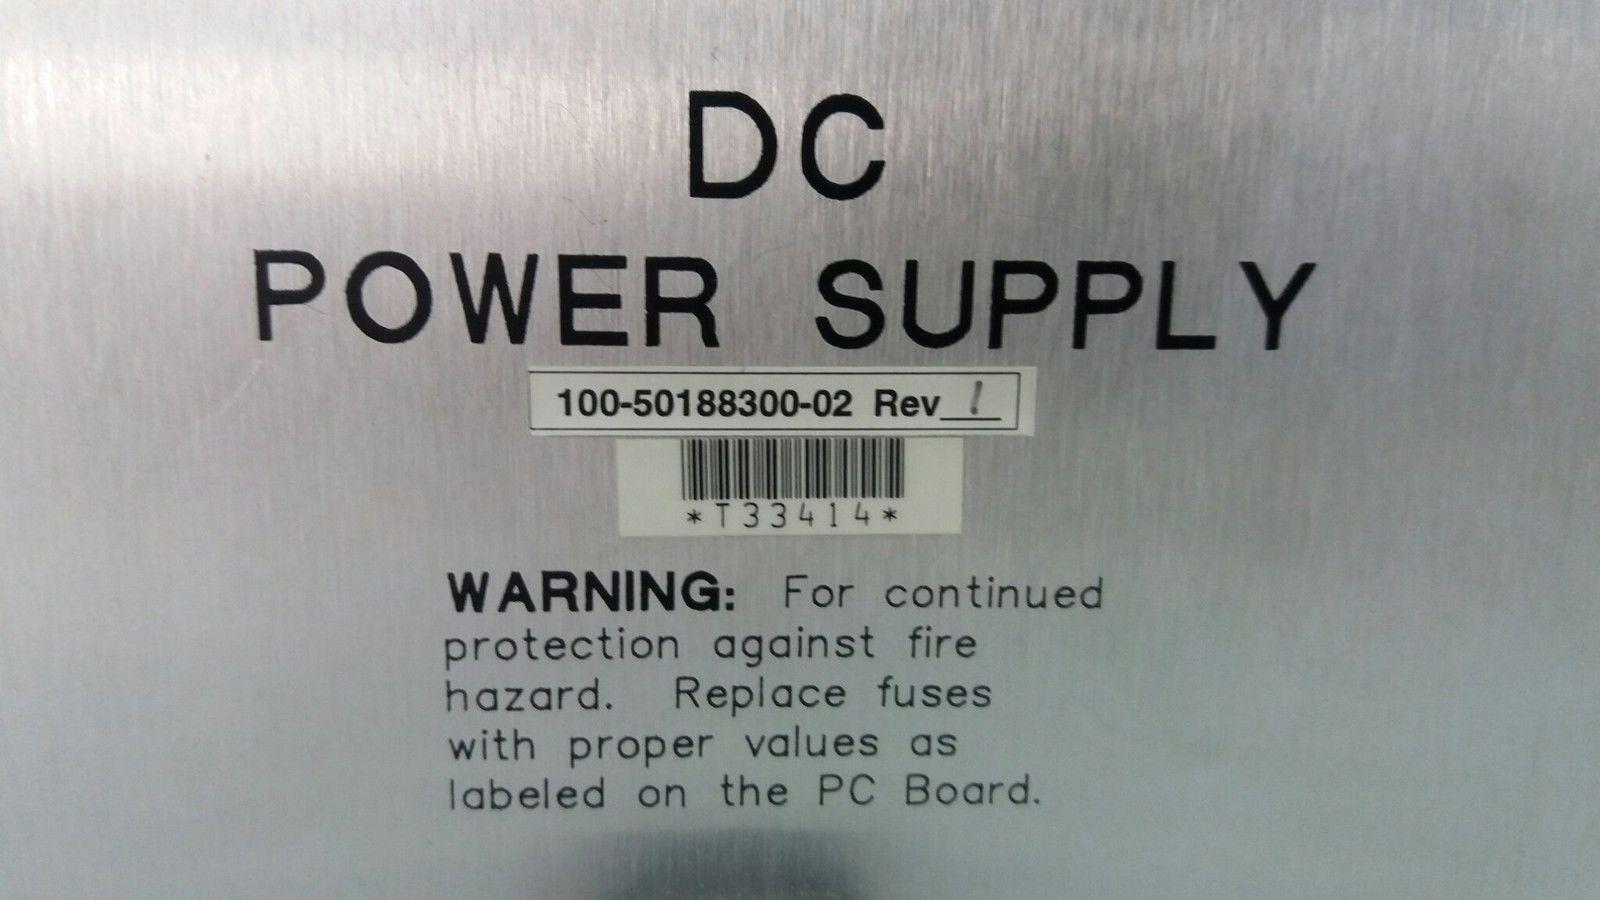 DC
POWER SUPPLY
100-50188300-02 Rev 1
*T33414*
WARNING: For continued
protection against fire
hazard. Replace fuses
with proper values as
labeled on the PC Board.